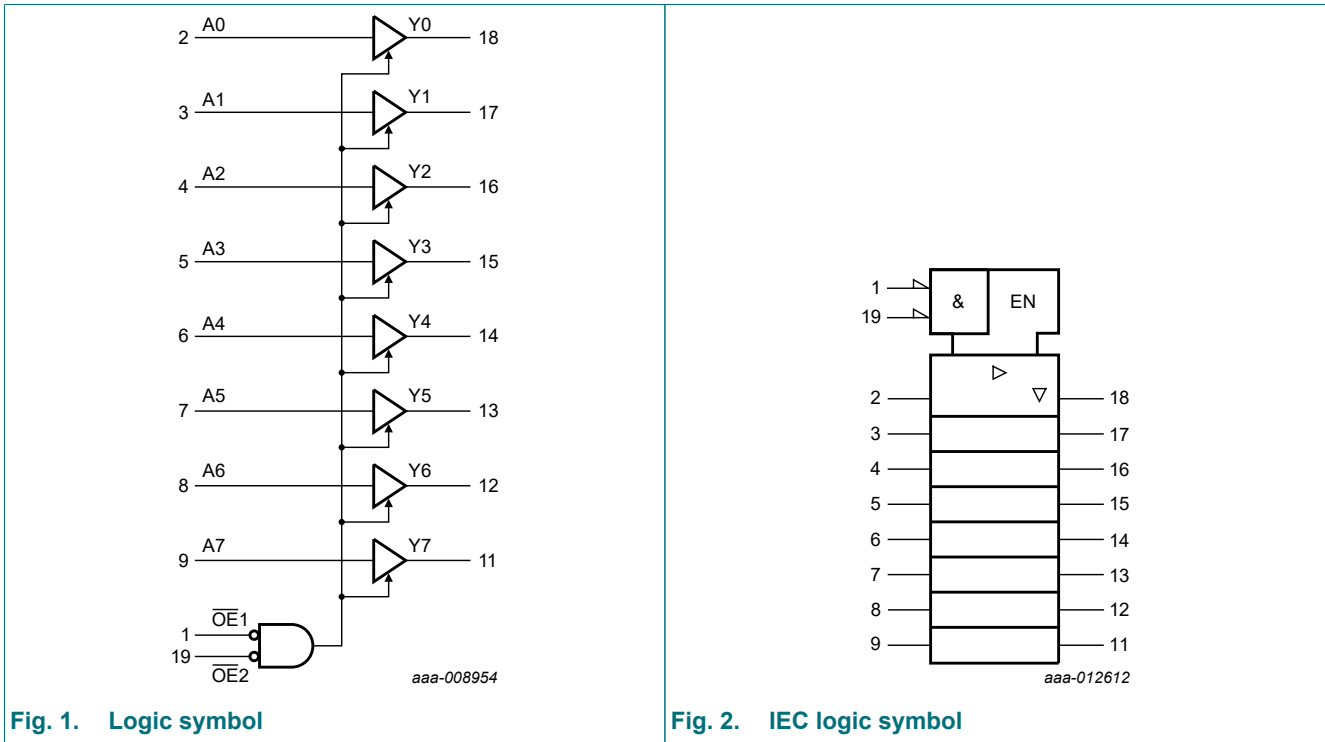 2 A0 Y0 18
3 A1 Y1 17
4 A2 Y2 16
5 A3 Y3 15
6 A4 Y4 14
7 A5 Y5 13
8 A6 Y6 12
9 A7 Y7 11
1 O̅E̅1
19 O̅E̅2
aaa-008954
Fig. 1. Logic symbol
1 & EN
19
2 18
3 17
4 16
5 15
6 14
7 13
8 12
9 11
aaa-012612
Fig. 2. IEC logic symbol